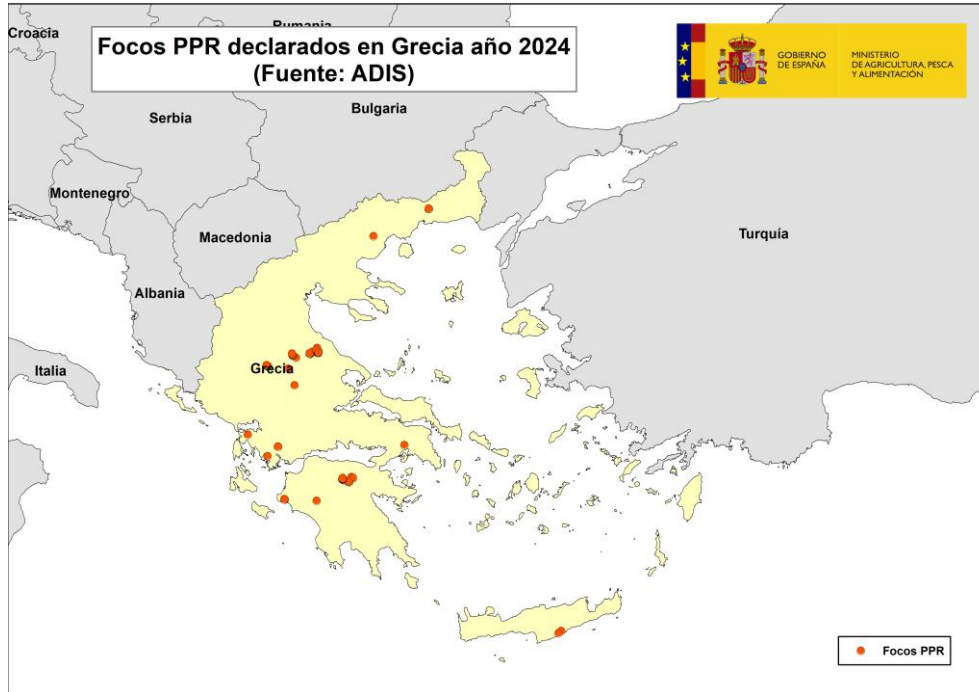 Croacia
Rumania
Focos PPR declarados en Grecia año 2024
(Fuente: ADIS)
GOBIERNO
DE ESPAÑA
MINISTERIO
DE AGRICULTURA, PESCA
Y ALIMENTACIÓN
Serbia
Bulgaria
Montenegro
Macedonia
Turquía
Albania
Italia
Grecia
Focos PPR